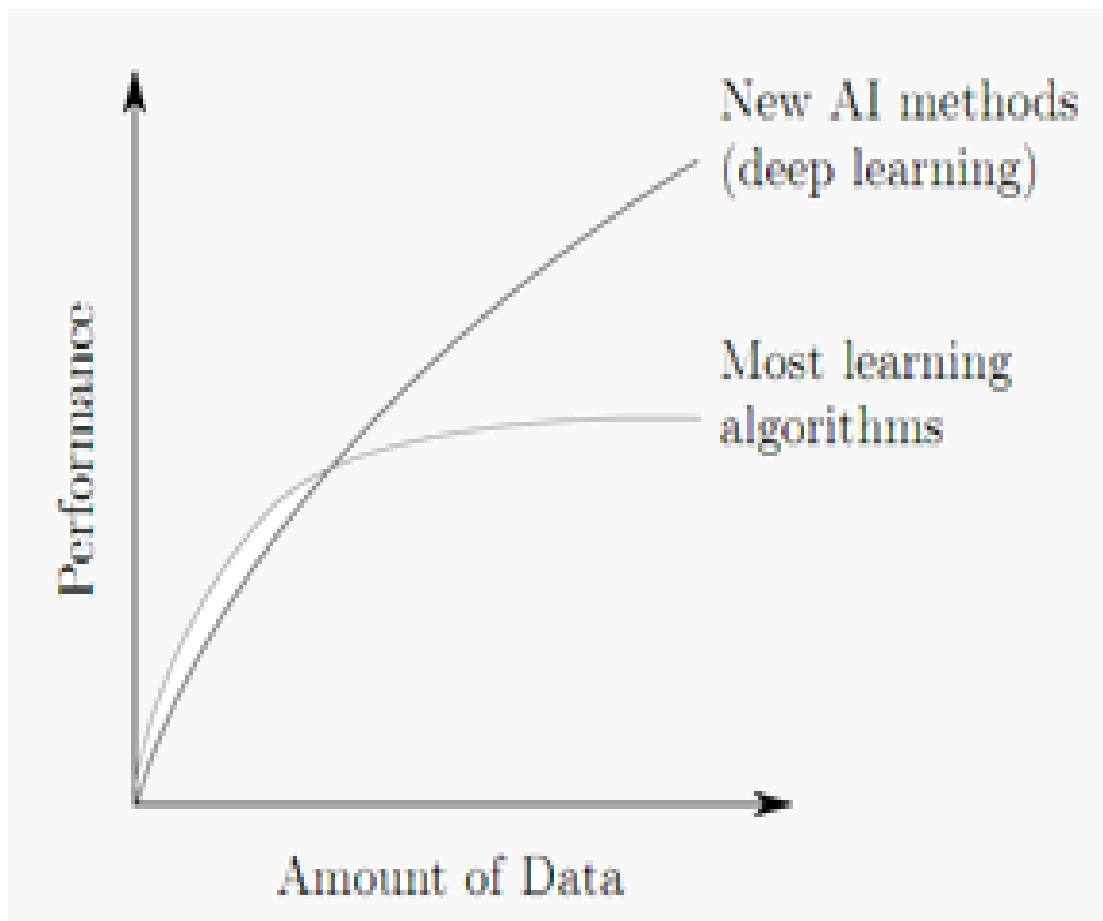 New AI methods
(deep learning)
Most learning
algorithms
Performance
Amount of Data